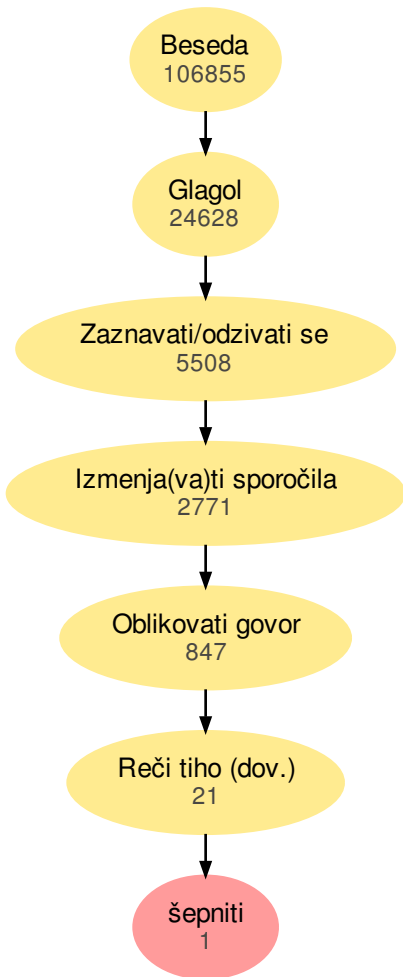 Beseda
106855
Glagol
24628
Zaznavati/odzivati se
5508
Izmenja(va)ti sporočila
2771
Oblikovati govor
847
Reči tiho (dov.)
21
šepniti
1